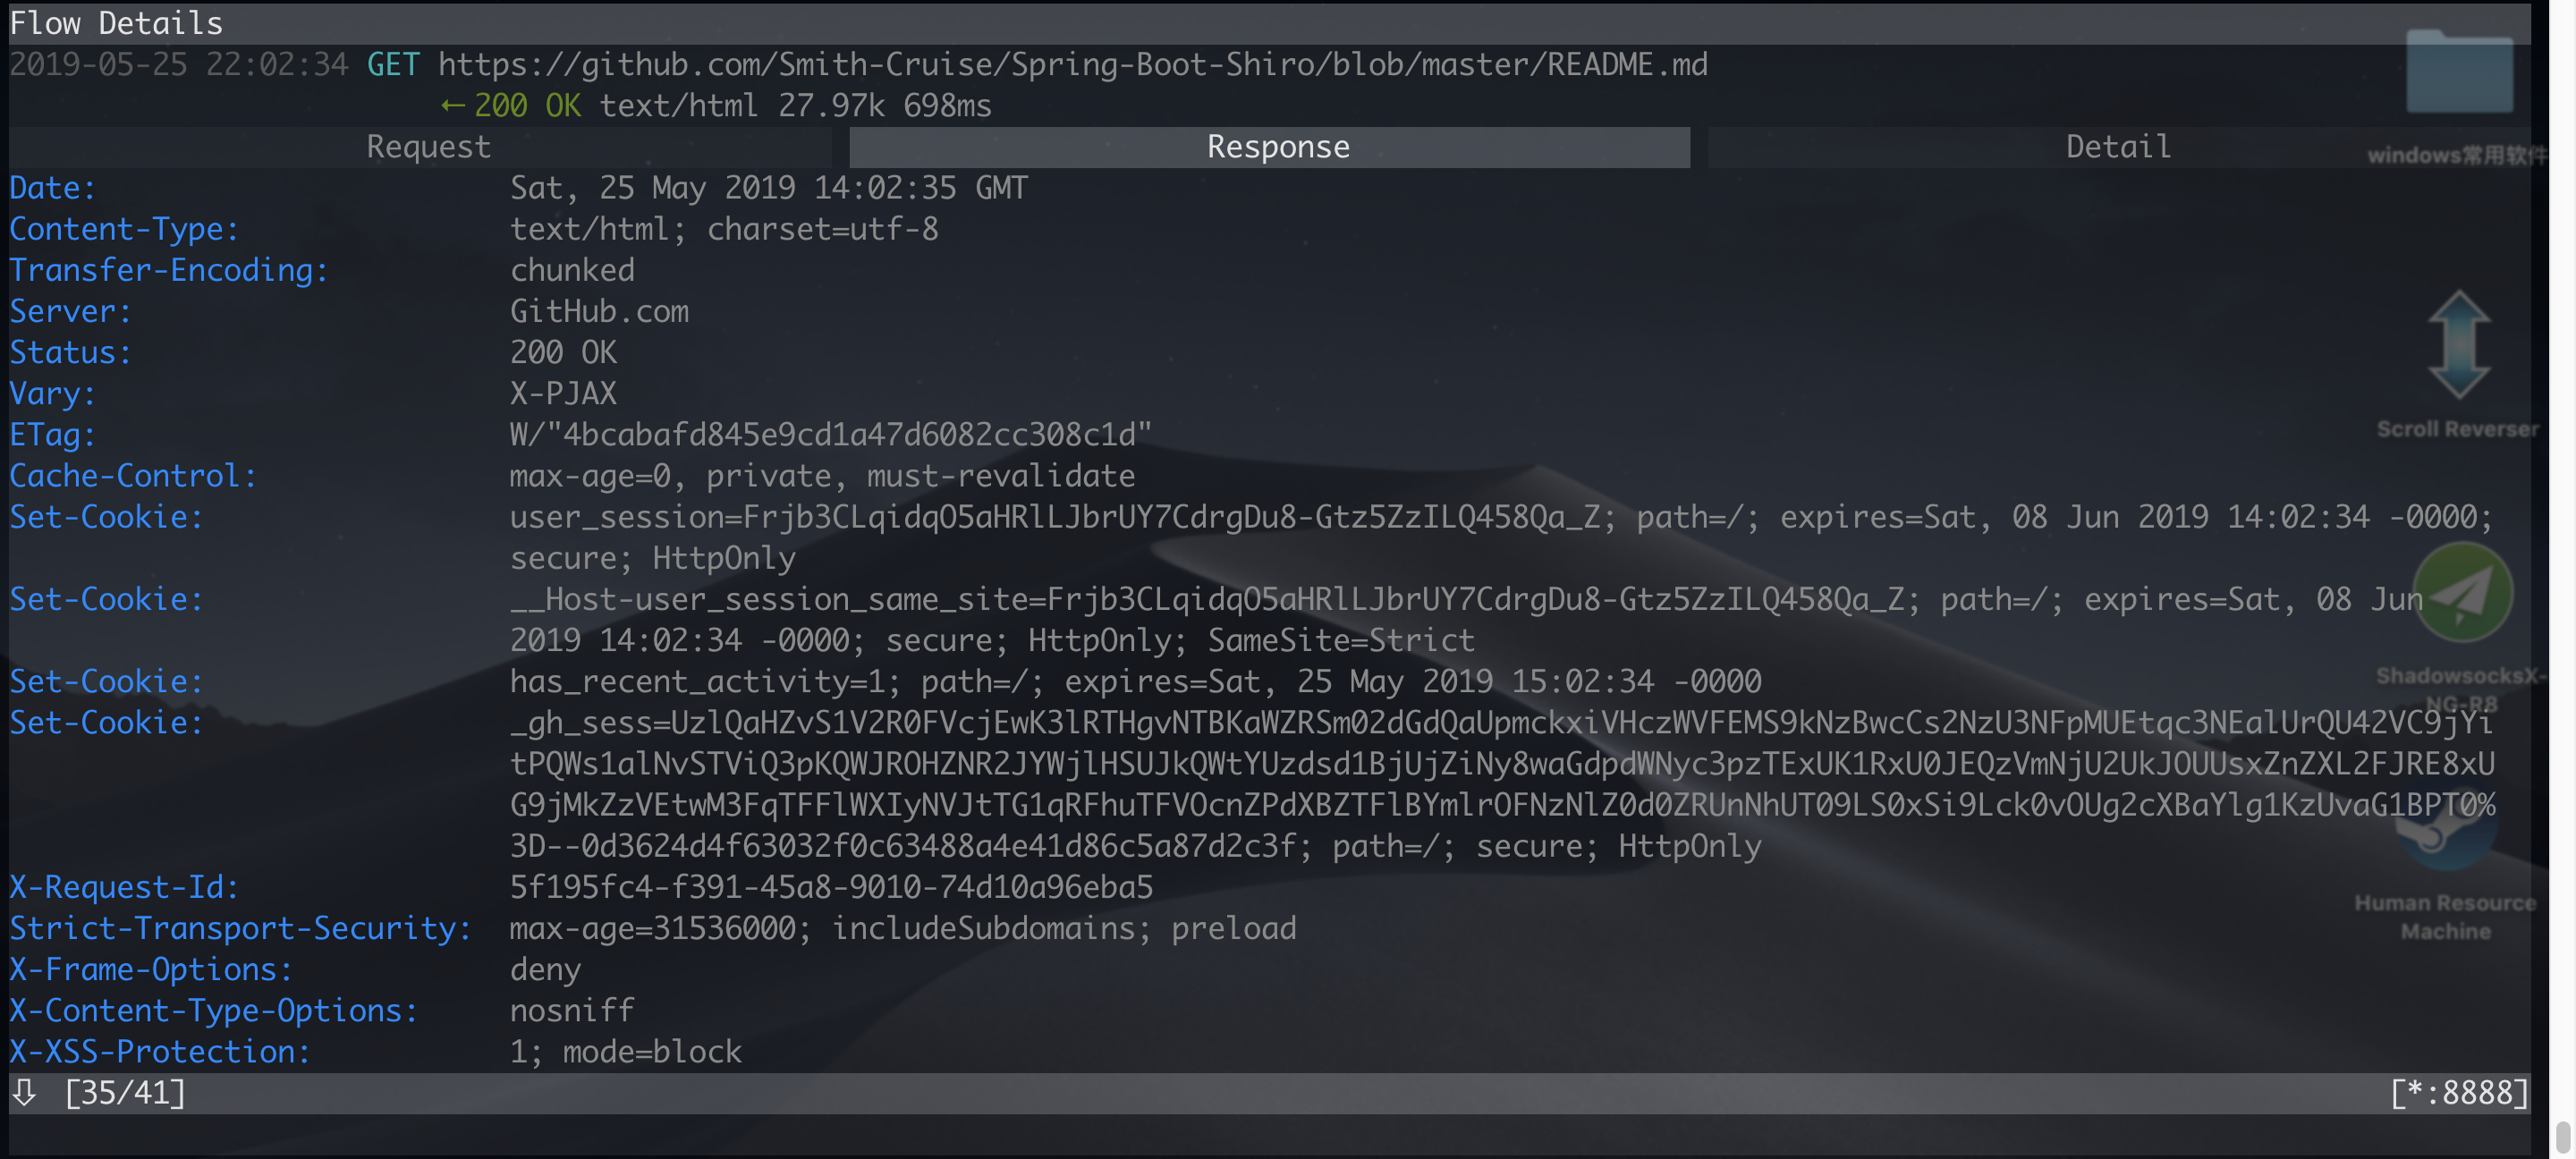 Flow Details
2019-05-25 22:02:34 GET https://github.com/Smith-Cruise/Spring-Boot-Shiro/blob/master/README.md
← 200 OK text/html 27.97k 698ms
Request Response Detail
Date: Sat, 25 May 2019 14:02:35 GMT
Content-Type: text/html; charset=utf-8
Transfer-Encoding: chunked
Server: GitHub.com
Status: 200 OK
Vary: X-PJAX
ETag: W/"4bcabafd845e9cd1a47d6082cc308c1d"
Cache-Control: max-age=0, private, must-revalidate
Set-Cookie: user_session=Frjb3CLqidqO5aHRlLJbrUY7CdrgDu8-Gtz5ZzILQ458Qa_Z; path=/; expires=Sat, 08 Jun 2019 14:02:34 -0000;
secure; HttpOnly
Set-Cookie: __Host-user_session_same_site=Frjb3CLqidqO5aHRlLJbrUY7CdrgDu8-Gtz5ZzILQ458Qa_Z; path=/; expires=Sat, 08 Jun
2019 14:02:34 -0000; secure; HttpOnly; SameSite=Strict
Set-Cookie: has_recent_activity=1; path=/; expires=Sat, 25 May 2019 15:02:34 -0000
Set-Cookie: _gh_sess=UzlQaHZvS1V2R0FVcjEwK3lRTHgvNTBKaWZRSm02dGdQaUpmckxiVHczWVFEMS9kNzBwcCs2NzU3NFpMUEtqc3NEalUrQU42VC9jYi
tPQWs1alNvSTViQ3pKQWJROHZNR2JYWjlHSUJkQWtYUzdsd1BjUjZiNy8waGdpdWNyc3pzTExUK1RxU0JEQzVmNjU2UkJOUUsxZnZXL2FJRE8xU
G9jMkZzVEtwM3FqTFFlWXIyNVJtTG1qRFhuTFVOcnZPdXBZTFlBYmlrOFNzNlZ0d0ZRUnNhUT09LS0xSi9Lck0vOUg2cXBaYlg1KzUvaG1BPT0%
3D--0d3624d4f63032f0c63488a4e41d86c5a87d2c3f; path=/; secure; HttpOnly
X-Request-Id: 5f195fc4-f391-45a8-9010-74d10a96eba5
Strict-Transport-Security: max-age=31536000; includeSubdomains; preload
X-Frame-Options: deny
X-Content-Type-Options: nosniff
X-XSS-Protection: 1; mode=block
⇩ [35/41] [*:8888]
windows常用软件
Scroll Reverser
ShadowsocksX-
NG-R8
Human Resource
Machine